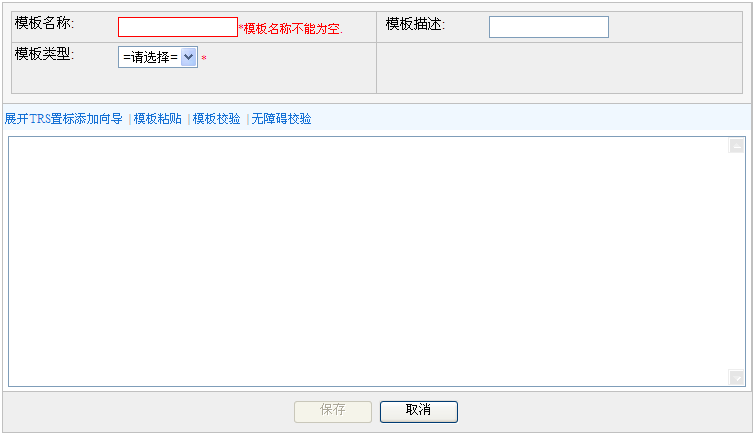 模板名称: *模板名称不能为空. 模板描述:
模板类型: =请选择= *
展开TRS置标添加向导 | 模板粘贴 | 模板校验 | 无障碍校验
保存 取消